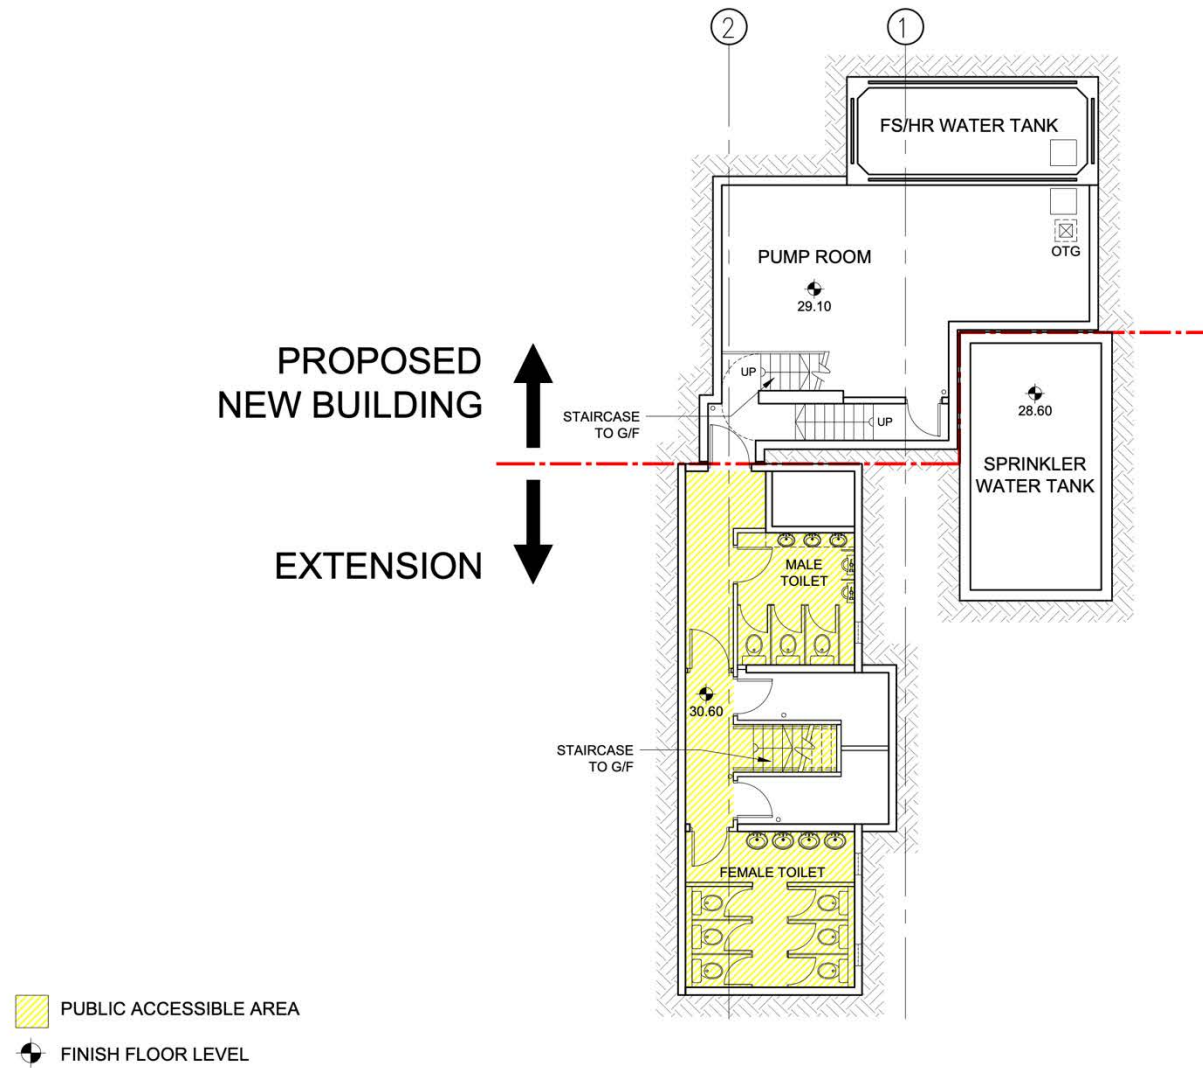 2
1
FS/HR WATER TANK
PUMP ROOM
29.10
OTG
PROPOSED
NEW BUILDING
UP
STAIRCASE
TO G/F
UP
28.60
SPRINKLER
WATER TANK
EXTENSION
MALE
TOILET
30.60
STAIRCASE
TO G/F
FEMALE TOILET
PUBLIC ACCESSIBLE AREA
FINISH FLOOR LEVEL